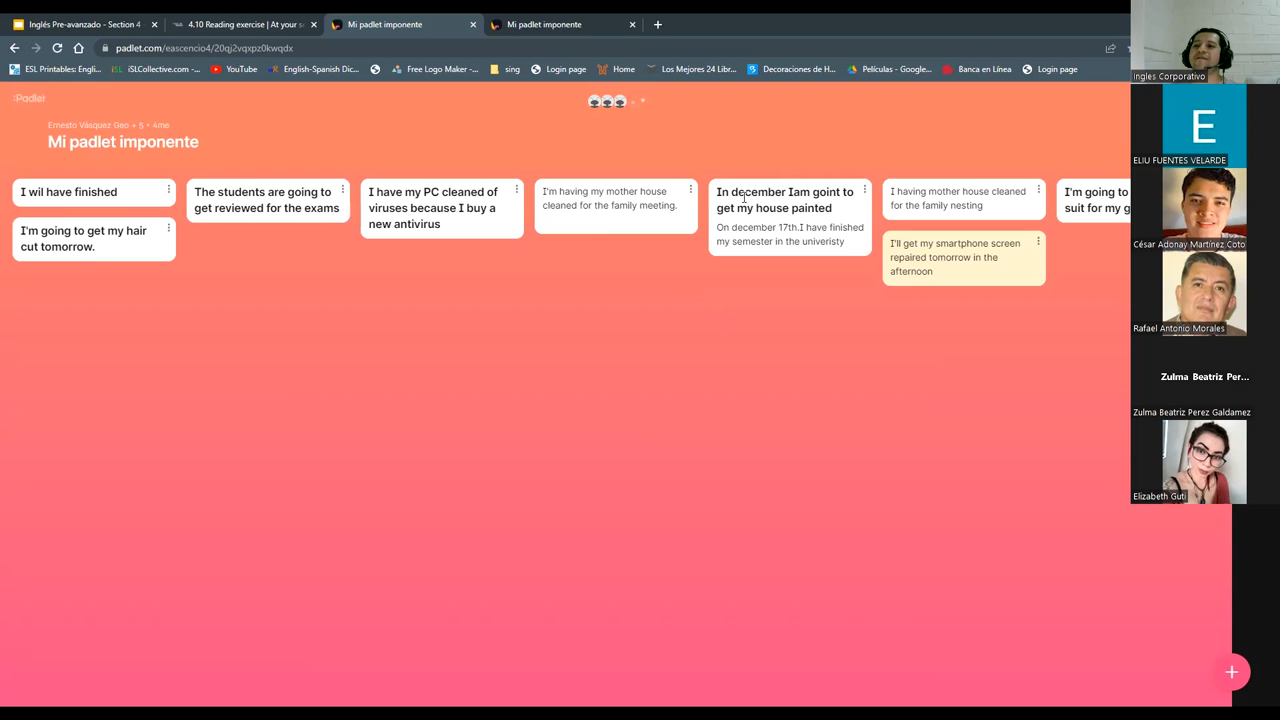 Inglés Pre-avanzado - Section 4
4.10 Reading exercise | At your s
Mi padlet imponente
Mi padlet imponente
padlet.com/eascencio4/20qj2vqxpz0kwqdx
ESL Printables: Engli...
iSLCollective.com -...
YouTube
English-Spanish Dic...
Free Logo Maker -...
sing
Login page
Home
Los Mejores 24 Libr...
Decoraciones de H...
Películas - Google...
Banca en Línea
Login page
:Padlet
Ernesto Vásquez Geo + 5 • 4me
Mi padlet imponente
I wil have finished
I'm going to get my hair
cut tomorrow.
The students are going to
get reviewed for the exams
I have my PC cleaned of
viruses because I buy a
new antivirus
I'm having my mother house
cleaned for the family meeting.
In december Iam goint to
get my house painted
On december 17th.I have finished
my semester in the univeristy
I having mother house cleaned
for the family nesting
I'll get my smartphone screen
repaired tomorrow in the
afternoon
I'm going to
suit for my g
Ingles Corporativo
E
ELIU FUENTES VELARDE
César Adonay Martínez Coto
Rafael Antonio Morales
Zulma Beatriz Per...
Zulma Beatriz Perez Galdamez
Elizabeth Guti